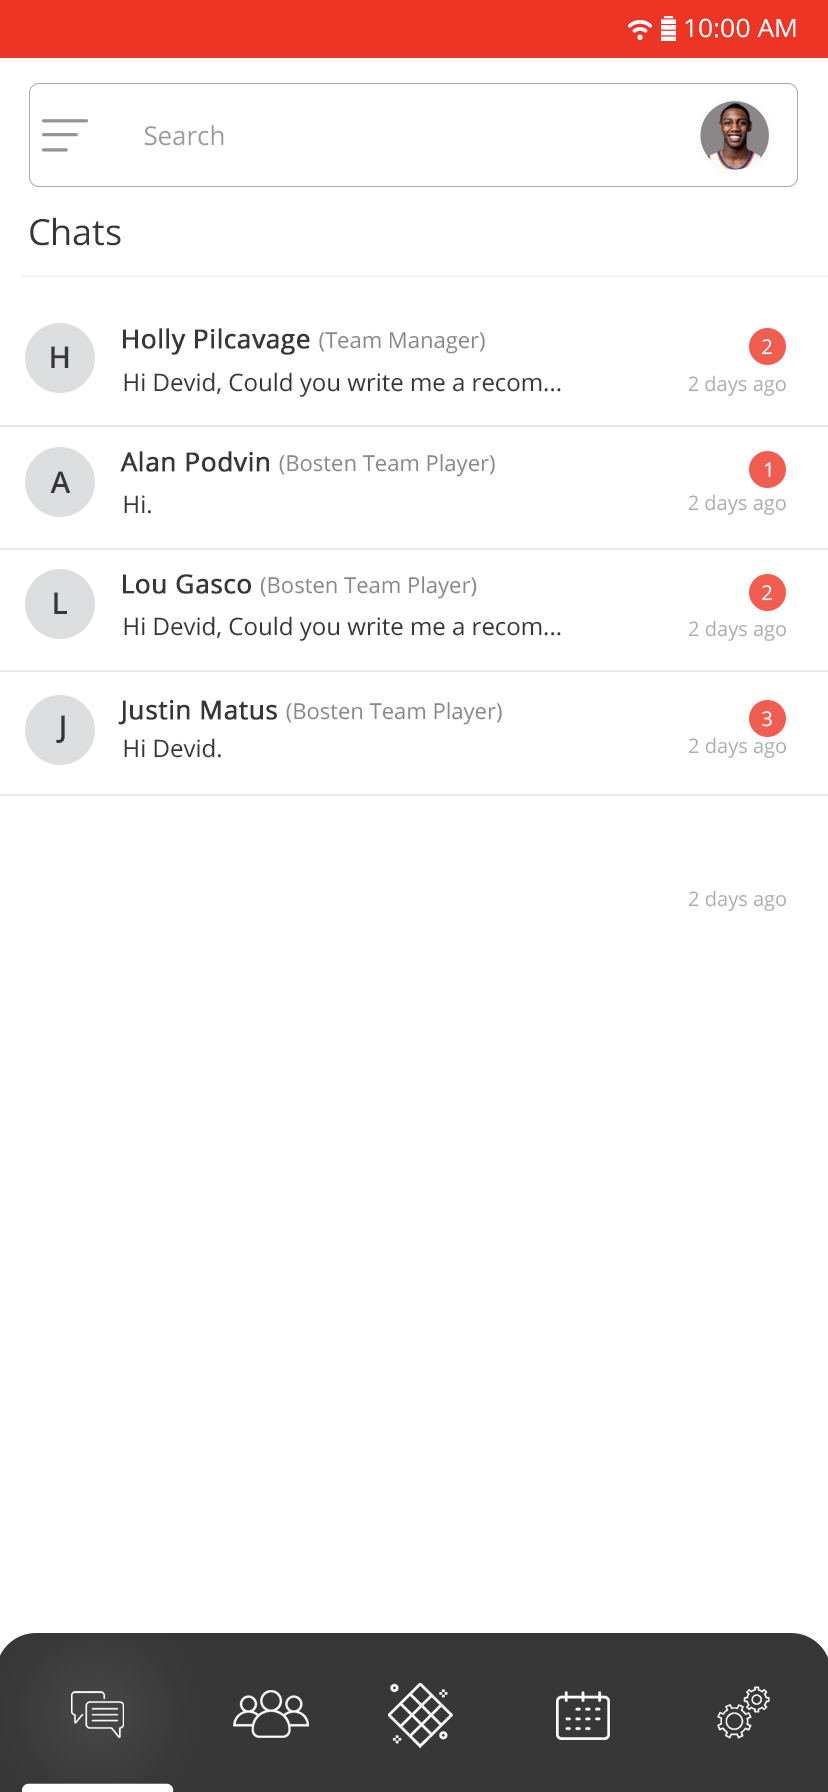 10:00 AM
Search
Chats
H
Holly Pilcavage (Team Manager)
2
Hi Devid, Could you write me a recom...
2 days ago
A
Alan Podvin (Bosten Team Player)
1
Hi.
2 days ago
L
Lou Gasco (Bosten Team Player)
2
Hi Devid, Could you write me a recom...
2 days ago
J
Justin Matus (Bosten Team Player)
3
Hi Devid.
2 days ago
2 days ago